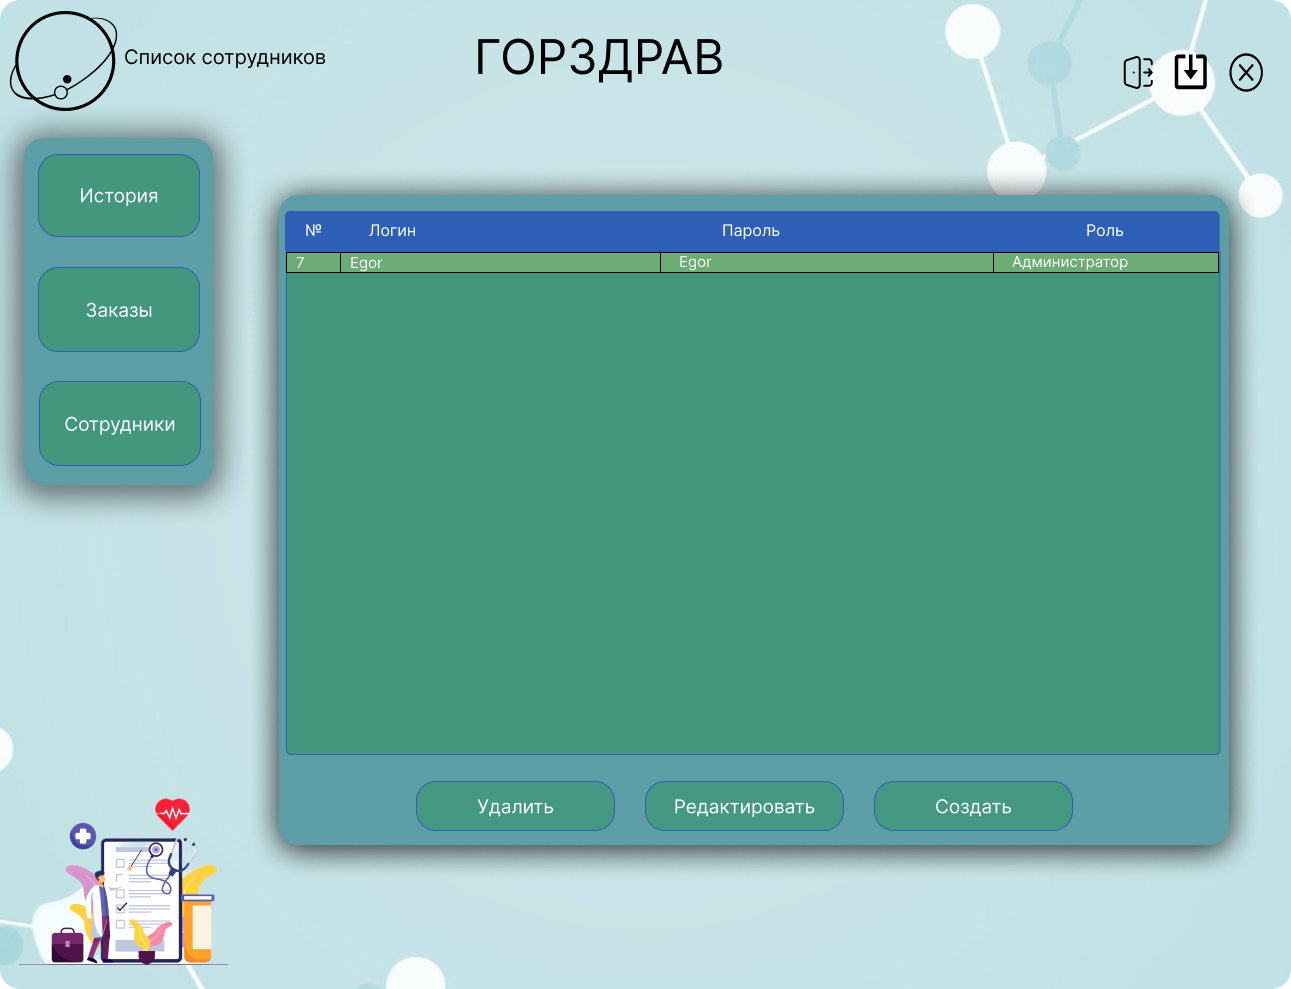 Список сотрудников
ГОРЗДРАВ
История
Заказы
Сотрудники
№ Логин Пароль Роль
7 Egor Egor Администратор
Удалить Редактировать Создать